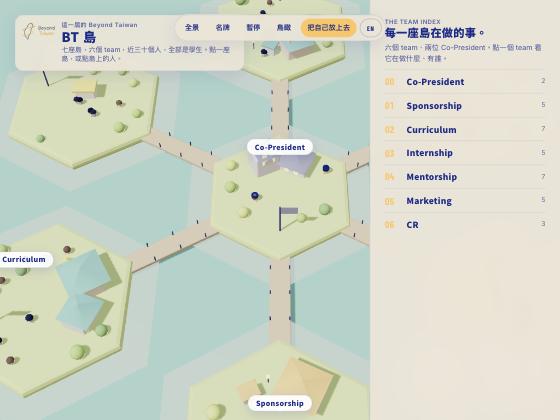 Beyond
Taiwan
這一屆的 Beyond Taiwan
BT 島
七座島，六個 team，近三十個人，全部是學生。點一座
島，或點島上的人。
全景
名牌
暫停
鳥瞰
把自己放上去
EN
THE TEAM INDEX
每一座島在做的事。
六個 team，兩位 Co-President，點一個 team 看
它在做什麼、有誰。
00 Co-President 2
01 Sponsorship 5
02 Curriculum 7
03 Internship 5
04 Mentorship 7
05 Marketing 5
06 CR 3
Co-President
Curriculum
Sponsorship